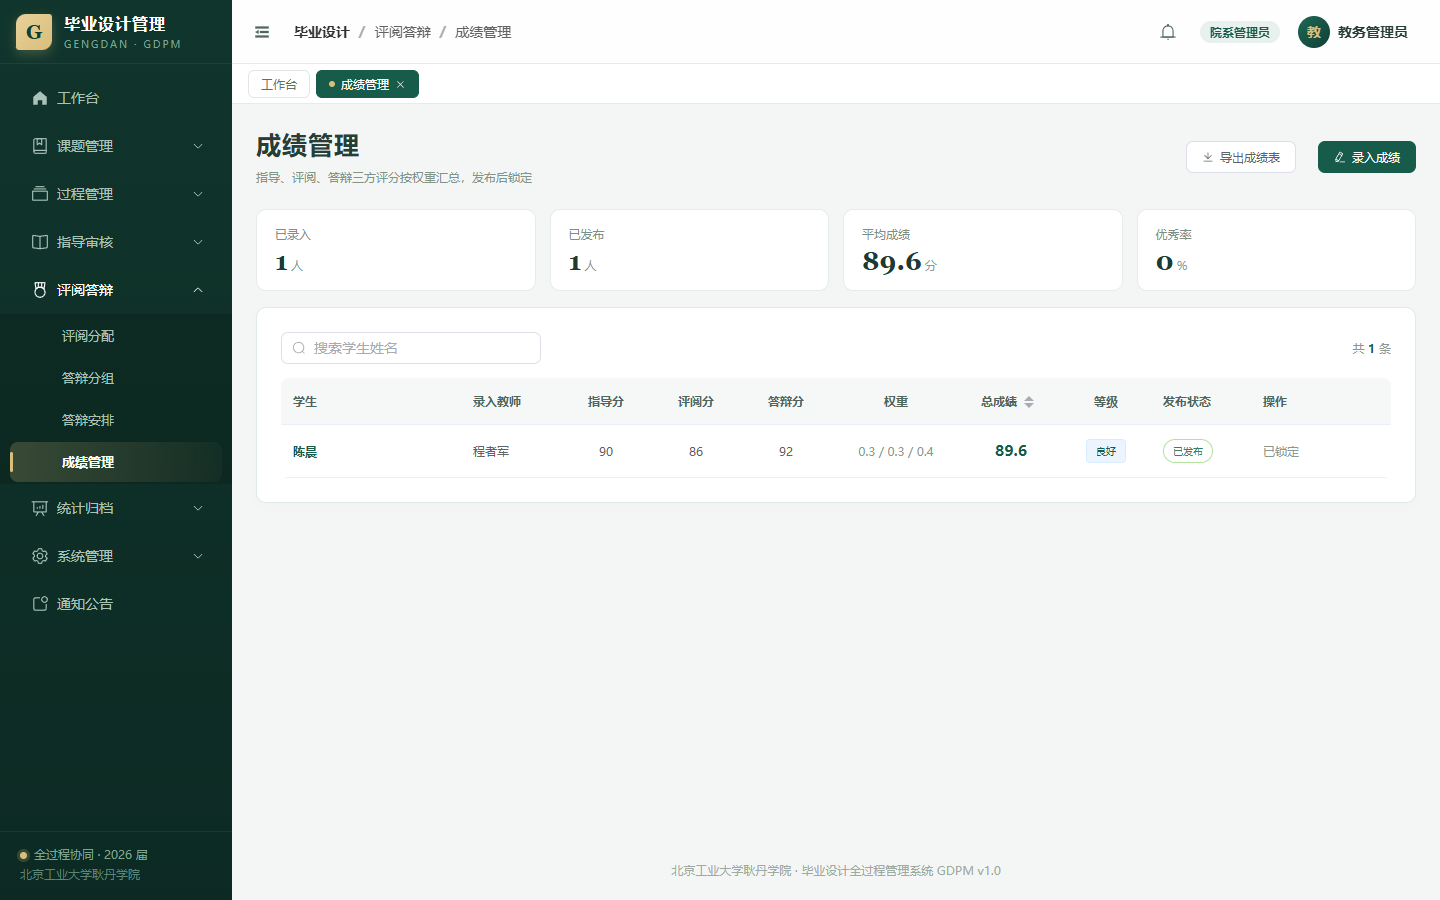 G
毕业设计管理
GENGDAN · GDPM
工作台
课题管理
过程管理
指导审核
评阅答辩
评阅分配
答辩分组
答辩安排
成绩管理
统计归档
系统管理
通知公告
全过程协同 · 2026 届
北京工业大学耿丹学院
毕业设计 / 评阅答辩 / 成绩管理
院系管理员
教 教务管理员
工作台 成绩管理
成绩管理
指导、评阅、答辩三方评分按权重汇总，发布后锁定
导出成绩表 录入成绩
已录入
1 人
已发布
1 人
平均成绩
89.6 分
优秀率
0 %
搜索学生姓名
共 1 条
学生 录入教师 指导分 评阅分 答辩分 权重 总成绩 等级 发布状态 操作
陈晨 程者军 90 86 92 0.3 / 0.3 / 0.4 89.6 良好 已发布 已锁定
北京工业大学耿丹学院 · 毕业设计全过程管理系统 GDPM v1.0